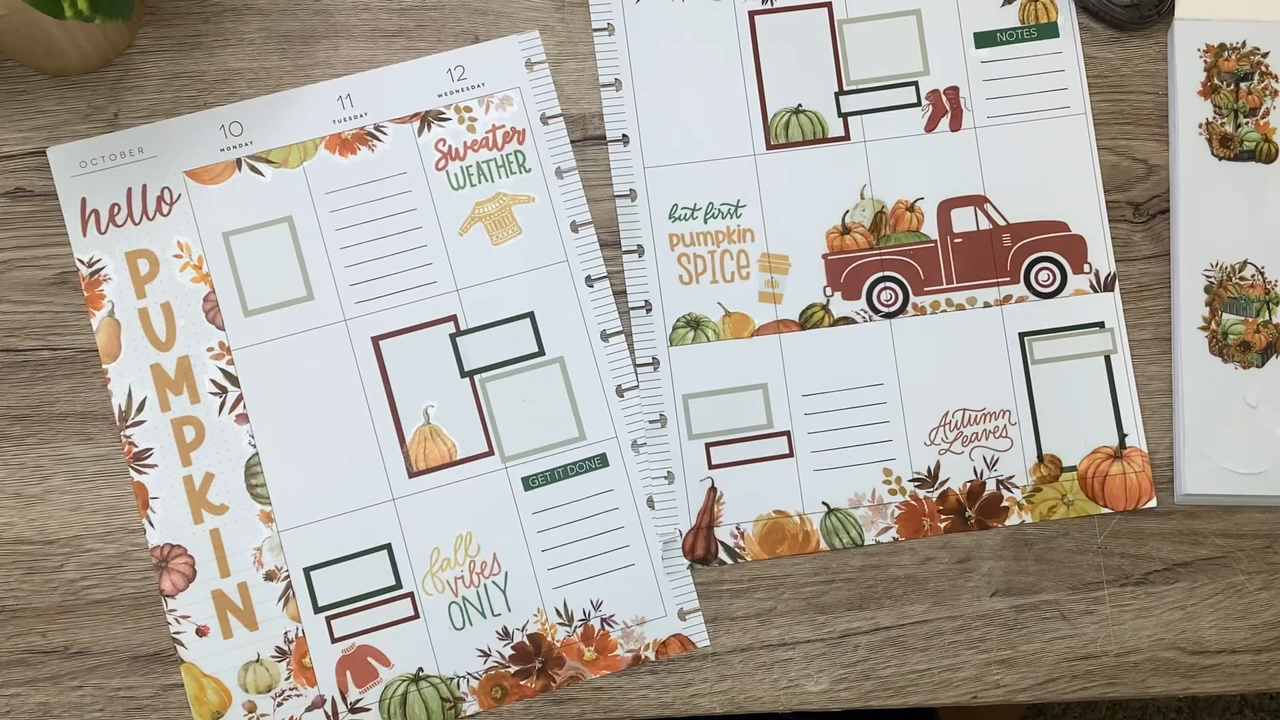 OCTOBER
10
MONDAY
11
TUESDAY
12
WEDNESDAY
hello
PUMPKIN
Sweater
WEATHER
GET IT DONE
fall
vibes
ONLY
NOTES
but first
pumpkin
SPICE
Autumn
Leaves